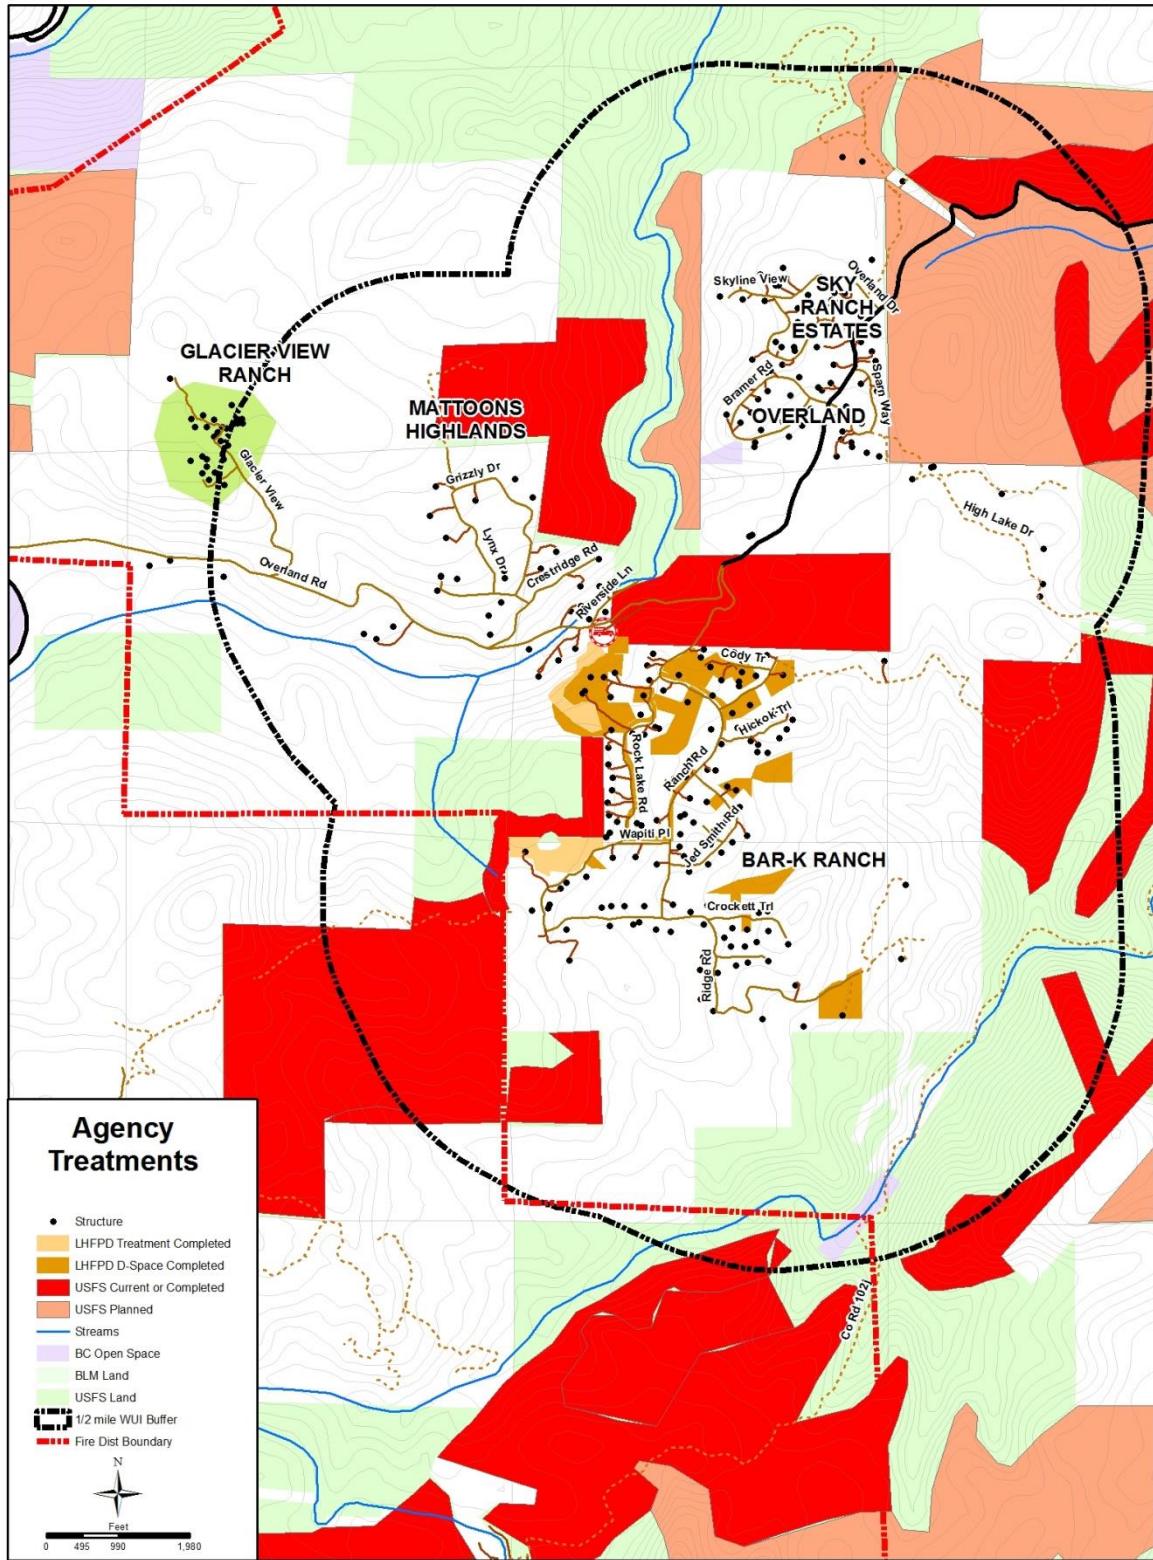 Skyline View
Overland Dr
SKY
RANCH
ESTATES
GLACIER VIEW
RANCH
Bramer Rd
Sparn Way
MATTOONS
HIGHLANDS
OVERLAND
Glacier View
Grizzly Dr
High Lake Dr
Lynx Dr
Crestridge Rd
Overland Rd
Riverside Ln
Cody Tr
Hickok Trl
Rock Lake Rd
Ranch Rd
Wapiti Pl
Jed Smith Rd
BAR-K RANCH
Crockett Trl
Ridge Rd
Co Rd 102j
Agency
Treatments
Structure
LHFPD Treatment Completed
LHFPD D-Space Completed
USFS Current or Completed
USFS Planned
Streams
BC Open Space
BLM Land
USFS Land
1/2 mile WUI Buffer
Fire Dist Boundary
N
Feet
0 495 990 1,980